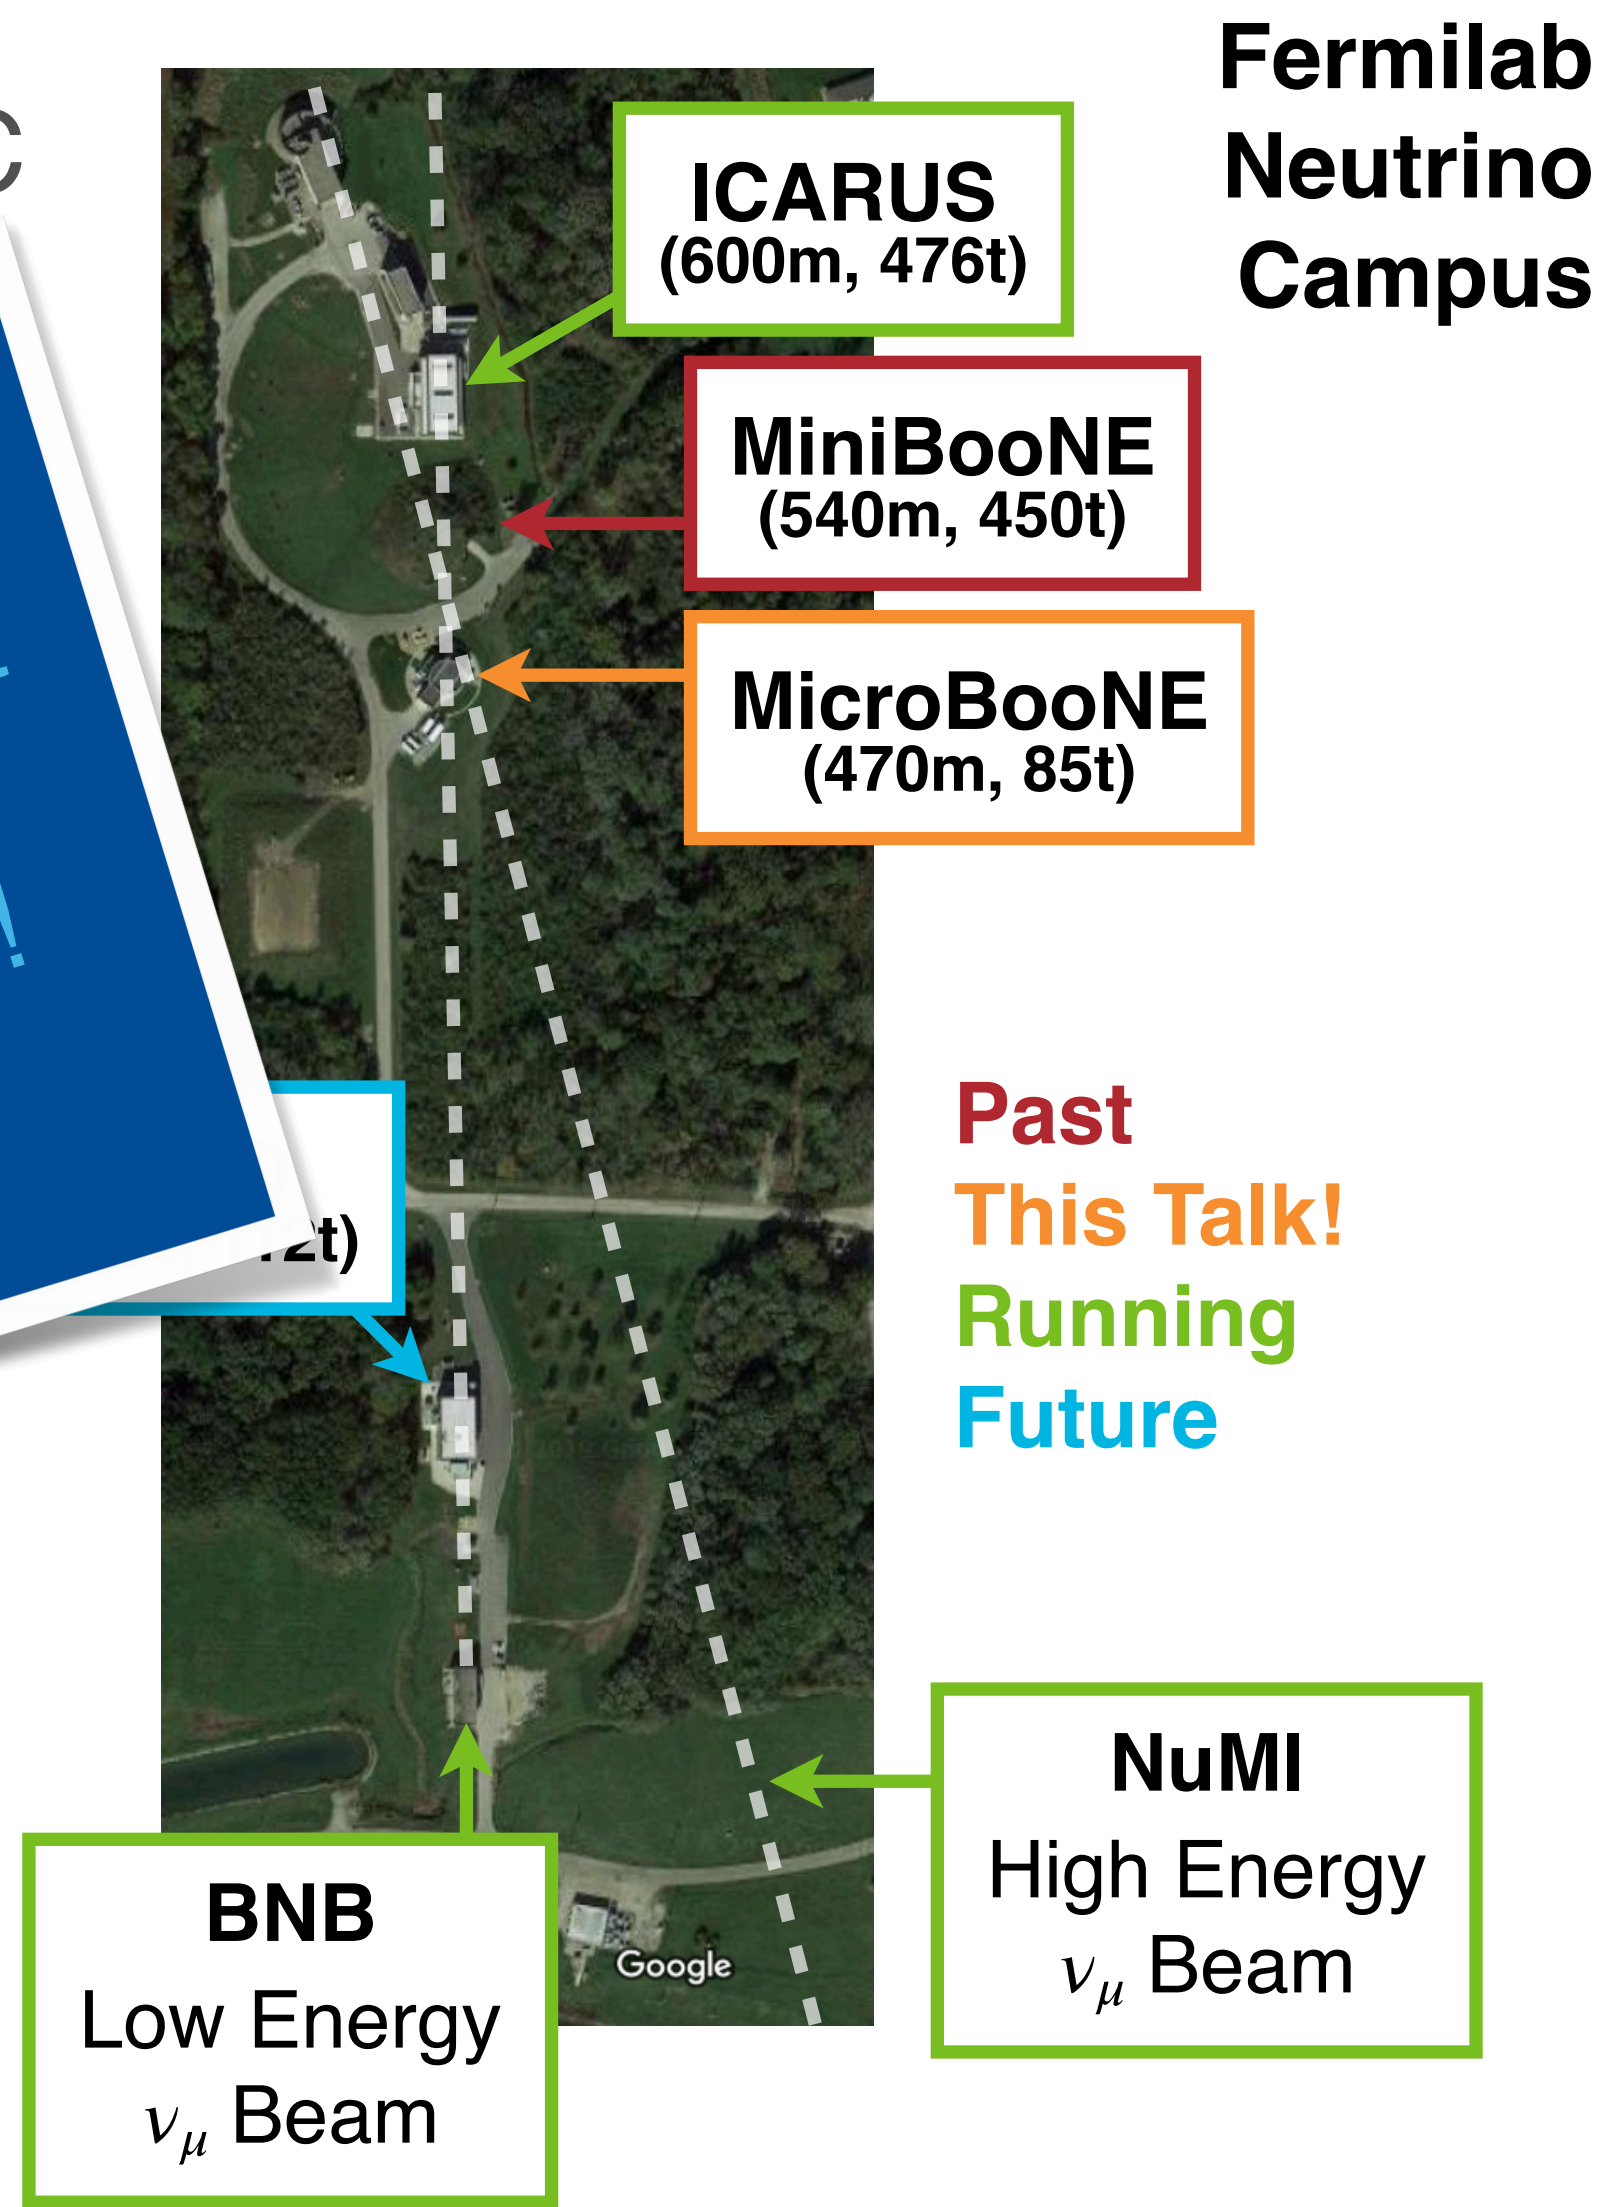 Fermilab
Neutrino
Campus
ICARUS
(600m, 476t)
MiniBooNE
(540m, 450t)
MicroBooNE
(470m, 85t)
2t)
Past
This Talk!
Running
Future
NuMI
High Energy
νμ Beam
BNB
Low Energy
νμ Beam
Google